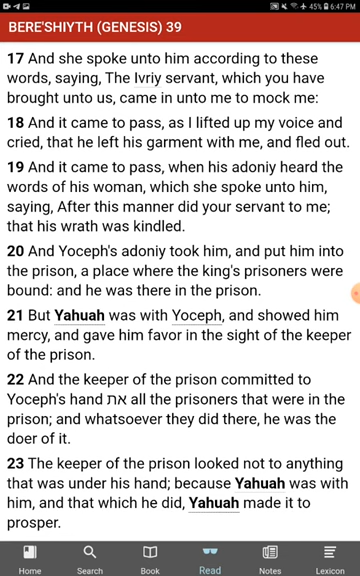 45% 6:47 PM
BERE'SHIYTH (GENESIS) 39
17 And she spoke unto him according to these
words, saying, The Ivriy servant, which you have
brought unto us, came in unto me to mock me:
18 And it came to pass, as I lifted up my voice and
cried, that he left his garment with me, and fled out.
19 And it came to pass, when his adoniy heard the
words of his woman, which she spoke unto him,
saying, After this manner did your servant to me;
that his wrath was kindled.
20 And Yoceph's adoniy took him, and put him into
the prison, a place where the king's prisoners were
bound: and he was there in the prison.
21 But Yahuah was with Yoceph, and showed him
mercy, and gave him favor in the sight of the keeper
of the prison.
22 And the keeper of the prison committed to
Yoceph's hand את all the prisoners that were in the
prison; and whatsoever they did there, he was the
doer of it.
23 The keeper of the prison looked not to anything
that was under his hand; because Yahuah was with
him, and that which he did, Yahuah made it to
prosper.
Home Search Book Read Notes Lexicon